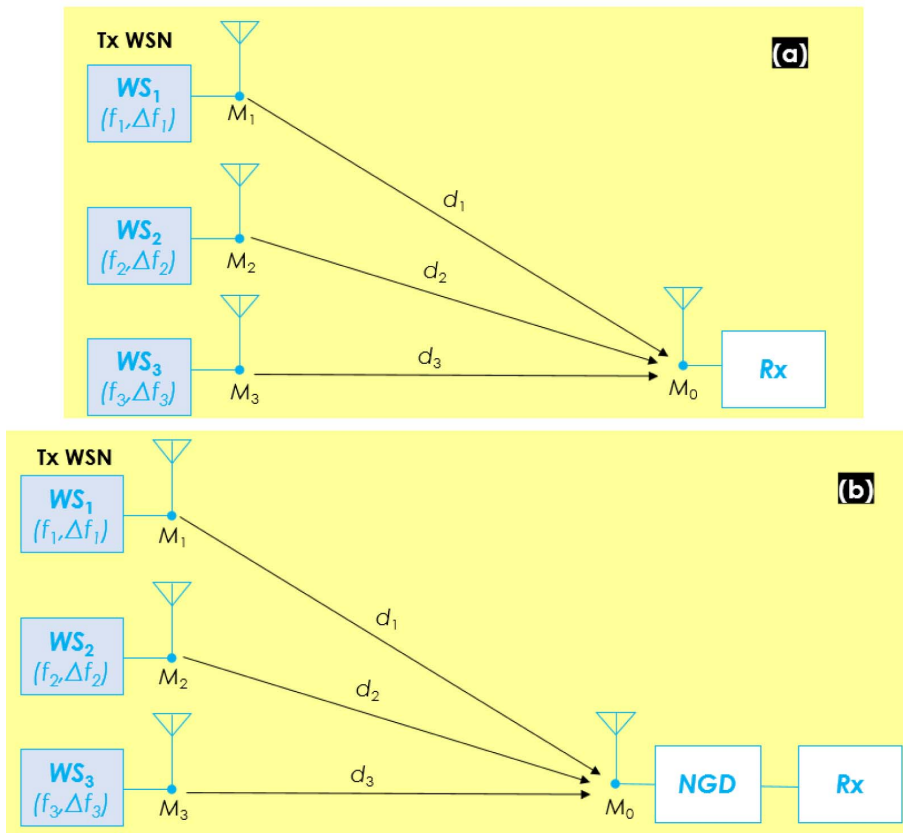 Tx WSN
(a)
WS₁
(f₁,Δf₁)
M₁
d₁
WS₂
(f₂,Δf₂)
M₂
d₂
WS₃
(f₃,Δf₃)
M₃
d₃
M₀
Rx
Tx WSN
(b)
WS₁
(f₁,Δf₁)
M₁
d₁
WS₂
(f₂,Δf₂)
M₂
d₂
WS₃
(f₃,Δf₃)
M₃
d₃
M₀
NGD
Rx